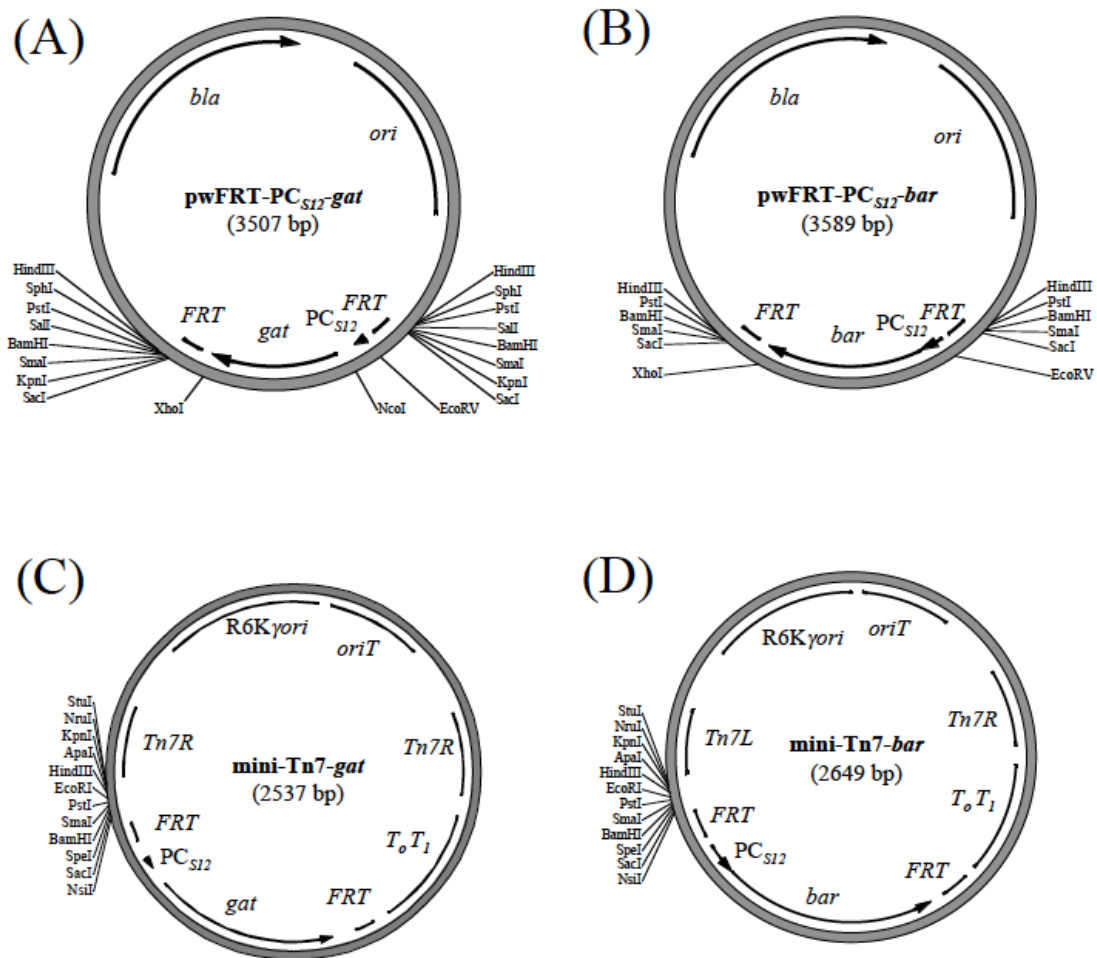 (A)
bla
ori
pwFRT-PCS12-gat
(3507 bp)
HindIII
SphI
PstI
SalI
BamHI
SmaI
KpnI
SacI
XhoI
FRT
gat
PCS12
FRT
NcoI
EcoRV
HindIII
SphI
PstI
SalI
BamHI
SmaI
KpnI
SacI
(B)
bla
ori
pwFRT-PCS12-bar
(3589 bp)
HindIII
PstI
BamHI
SmaI
SacI
XhoI
FRT
bar
PCS12
FRT
HindIII
PstI
BamHI
SmaI
SacI
EcoRV
(C)
R6Kγori
oriT
StuI
NruI
KpnI
ApaI
HindIII
EcoRI
PstI
SmaI
BamHI
SpeI
SacI
NsiI
Tn7R
Tn7R
mini-Tn7-gat
(2537 bp)
ToT1
FRT
PCS12
gat
FRT
(D)
R6Kγori
oriT
StuI
NruI
KpnI
ApaI
HindIII
EcoRI
PstI
SmaI
BamHI
SpeI
SacI
NsiI
Tn7L
Tn7R
mini-Tn7-bar
(2649 bp)
ToT1
FRT
PCS12
bar
FRT